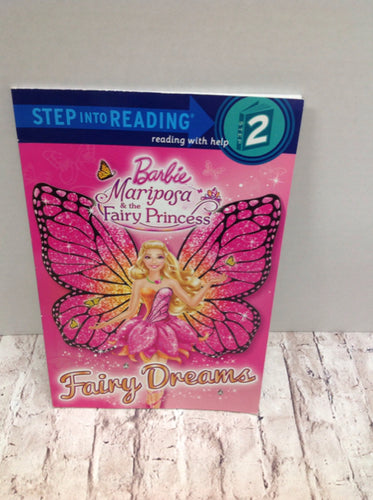 STEP INTO READING®
STEP 2
reading with help
Barbie
Mariposa
& the
Fairy Princess
Fairy Dreams